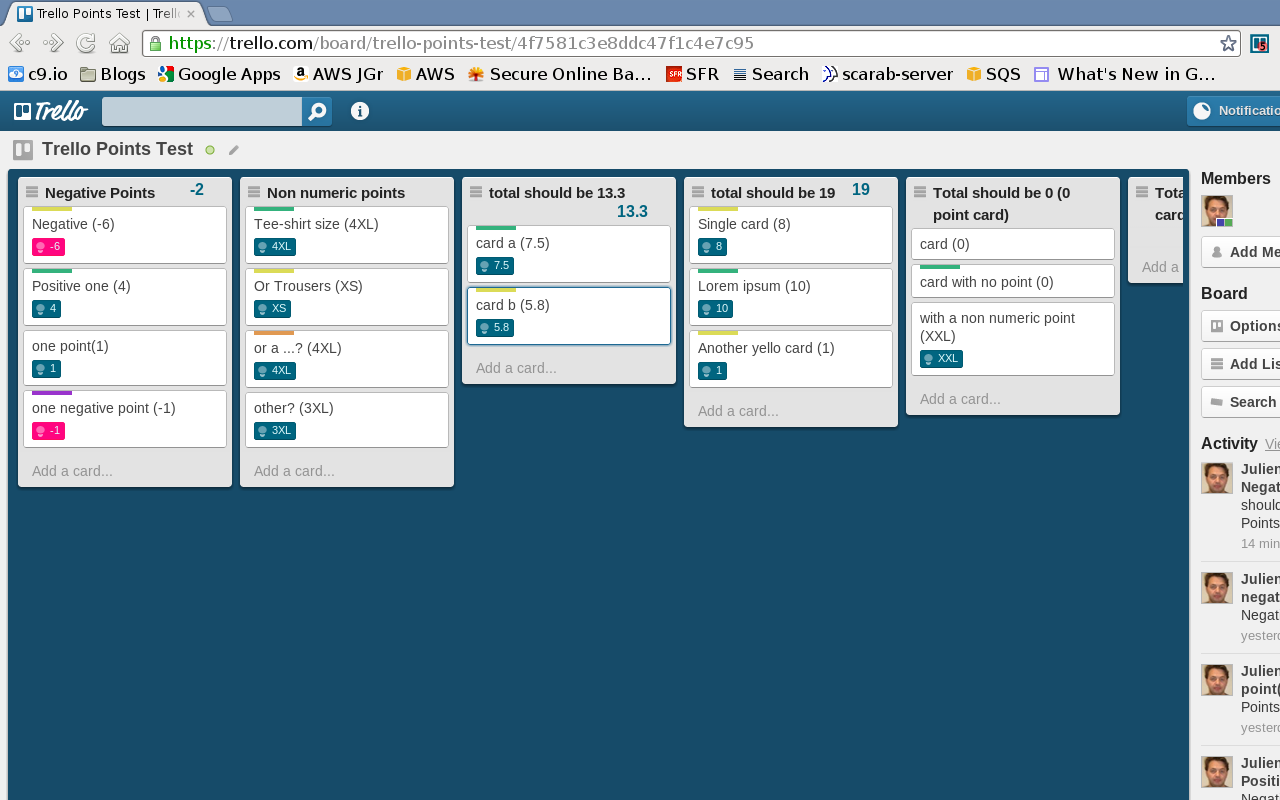 Trello Points Test | Trell
https://trello.com/board/trello-points-test/4f7581c3e8ddc47f1c4e7c95
5
c9.io Blogs Google Apps AWS JGr AWS Secure Online Ba... SFR Search scarab-server SQS What's New in G...
Trello
Notificatio
Trello Points Test
Negative Points -2
Negative (-6)
-6
Positive one (4)
4
one point(1)
1
one negative point (-1)
-1
Add a card...
Non numeric points
Tee-shirt size (4XL)
4XL
Or Trousers (XS)
XS
or a ...? (4XL)
4XL
other? (3XL)
3XL
Add a card...
total should be 13.3
13.3
card a (7.5)
7.5
card b (5.8)
5.8
Add a card...
total should be 19 19
Single card (8)
8
Lorem ipsum (10)
10
Another yello card (1)
1
Add a card...
Total should be 0 (0
point card)
card (0)
card with no point (0)
with a non numeric point
(XXL)
XXL
Add a card...
Tota
card
Add a
Members
Add Me
Board
Options
Add Lis
Search
Activity Vie
Julien
Negat
should
Points
14 min
Julien
negat
Negati
yesterd
Julien
point(
Points
yesterd
Julien
Positi
Negat